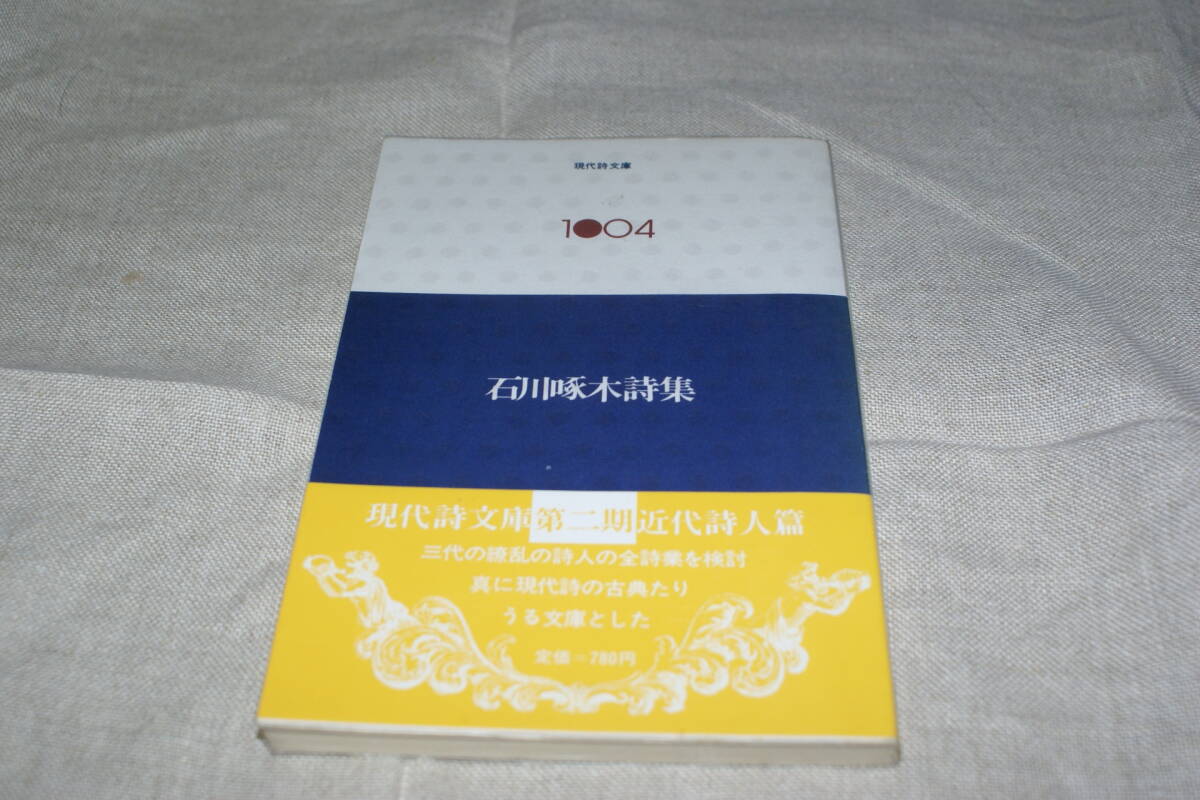 現代詩文庫
1●04
石川啄木詩集
現代詩文庫第二期近代詩人篇
三代の繚乱の詩人の全詩業を検討
真に現代詩の古典たり
うる文庫とした
定価=780円